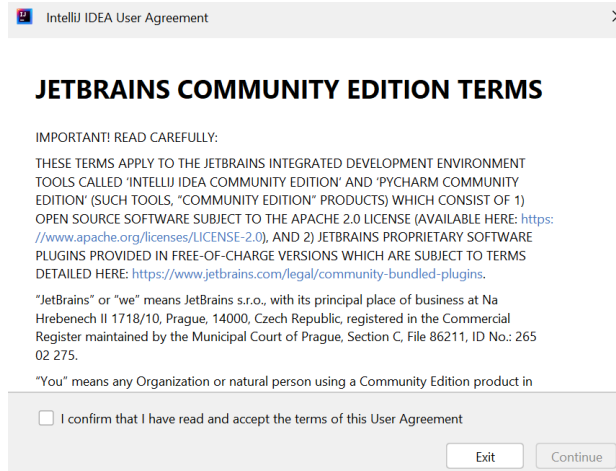 IntelliJ IDEA User Agreement
JETBRAINS COMMUNITY EDITION TERMS
IMPORTANT! READ CAREFULLY:
THESE TERMS APPLY TO THE JETBRAINS INTEGRATED DEVELOPMENT ENVIRONMENT
TOOLS CALLED 'INTELLIJ IDEA COMMUNITY EDITION' AND 'PYCHARM COMMUNITY
EDITION' (SUCH TOOLS, “COMMUNITY EDITION” PRODUCTS) WHICH CONSIST OF 1)
OPEN SOURCE SOFTWARE SUBJECT TO THE APACHE 2.0 LICENSE (AVAILABLE HERE: https:
//www.apache.org/licenses/LICENSE-2.0), AND 2) JETBRAINS PROPRIETARY SOFTWARE
PLUGINS PROVIDED IN FREE-OF-CHARGE VERSIONS WHICH ARE SUBJECT TO TERMS
DETAILED HERE: https://www.jetbrains.com/legal/community-bundled-plugins.
“JetBrains” or “we” means JetBrains s.r.o., with its principal place of business at Na
Hrebenech II 1718/10, Prague, 14000, Czech Republic, registered in the Commercial
Register maintained by the Municipal Court of Prague, Section C, File 86211, ID No.: 265
02 275.
“You” means any Organization or natural person using a Community Edition product in
I confirm that I have read and accept the terms of this User Agreement
Exit
Continue